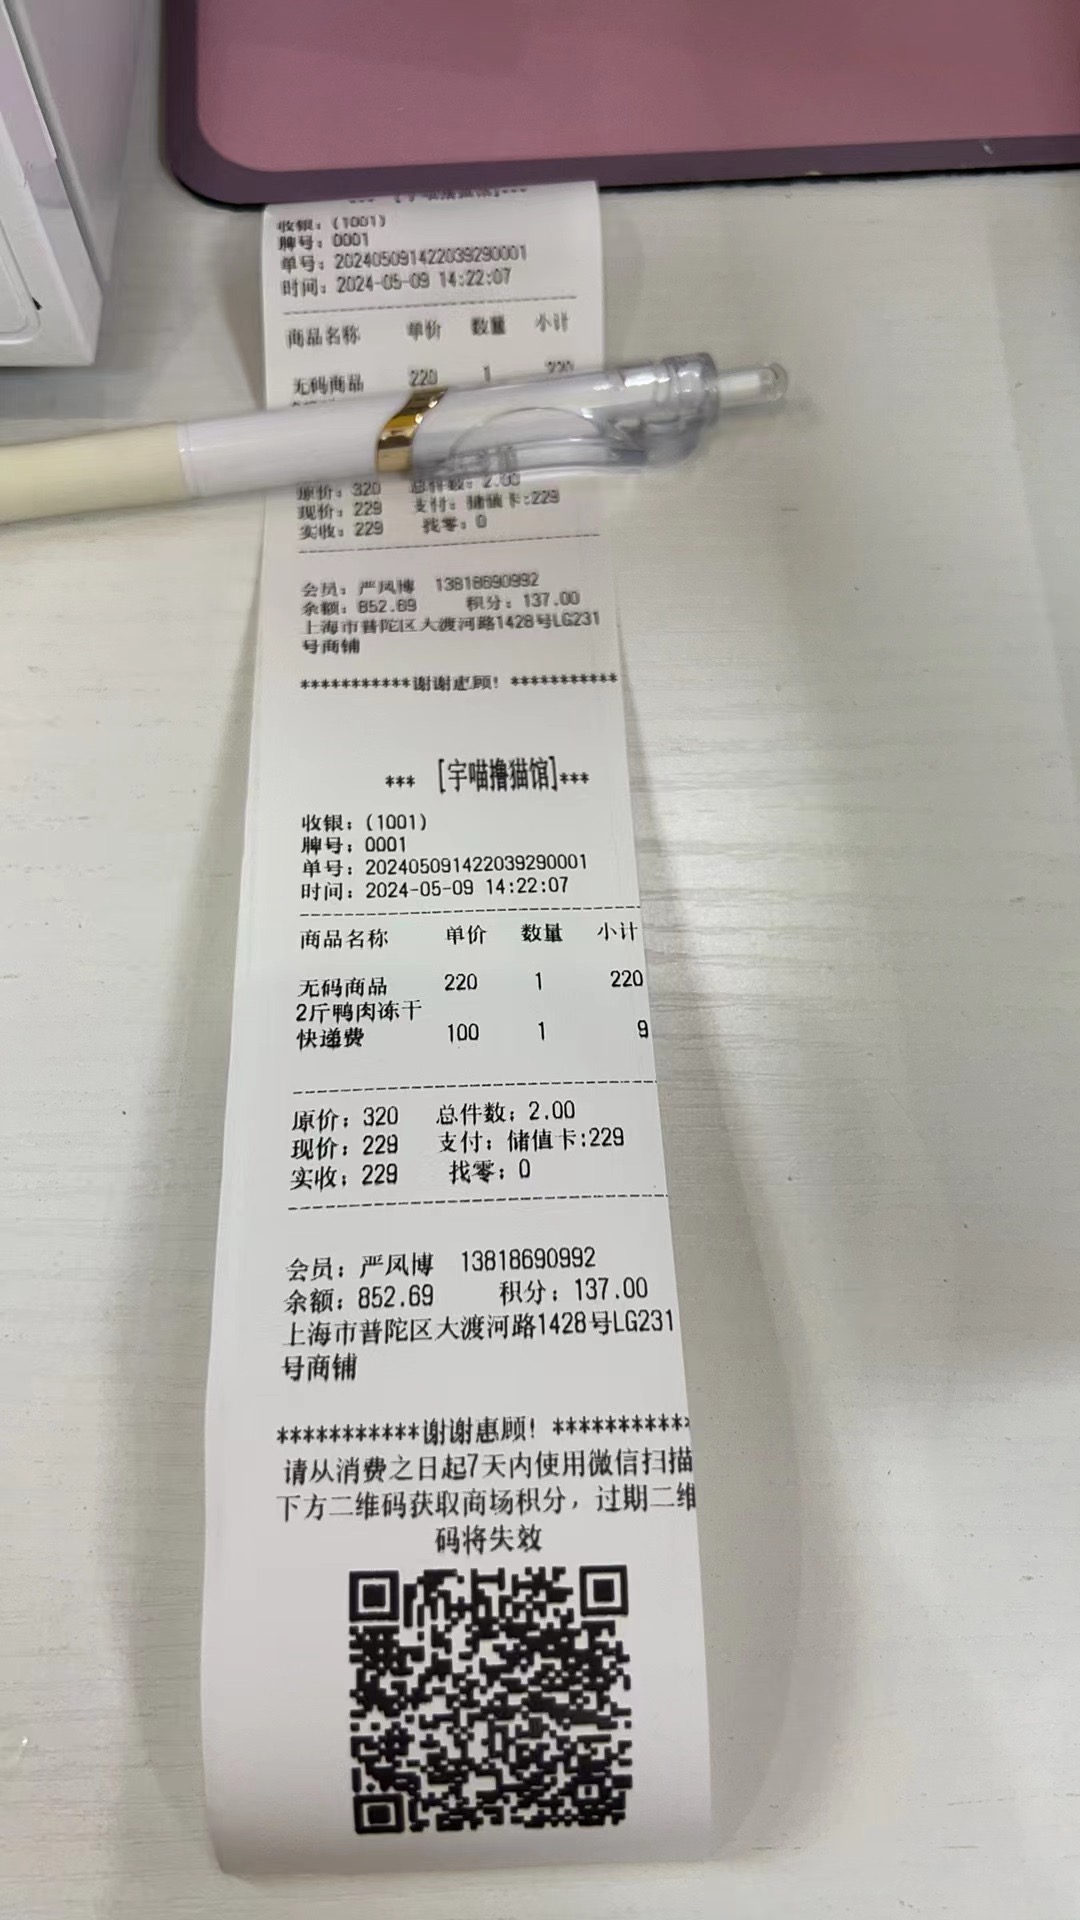 收银：(1001)
牌号：0001
单号：202405091422039290001
时间：2024-05-09 14:22:07
商品名称 单价 数量 小计
无码商品 220 1 220
原价：320 总件数：2.00
现价：229 支付：储值卡:229
实收：229 找零：0
会员：严凤博 13818690992
余额：852.69 积分：137.00
上海市普陀区大渡河路1428号LG231
号商铺
***********谢谢惠顾！***********
*** [宇喵撸猫馆]***
收银：(1001)
牌号：0001
单号：202405091422039290001
时间：2024-05-09 14:22:07
商品名称 单价 数量 小计
无码商品 220 1 220
2斤鸭肉冻干
快递费 100 1 9
原价：320 总件数：2.00
现价：229 支付：储值卡:229
实收：229 找零：0
会员：严凤博 13818690992
余额：852.69 积分：137.00
上海市普陀区大渡河路1428号LG231
号商铺
***********谢谢惠顾！***********
请从消费之日起7天内使用微信扫描
下方二维码获取商场积分，过期二维
码将失效